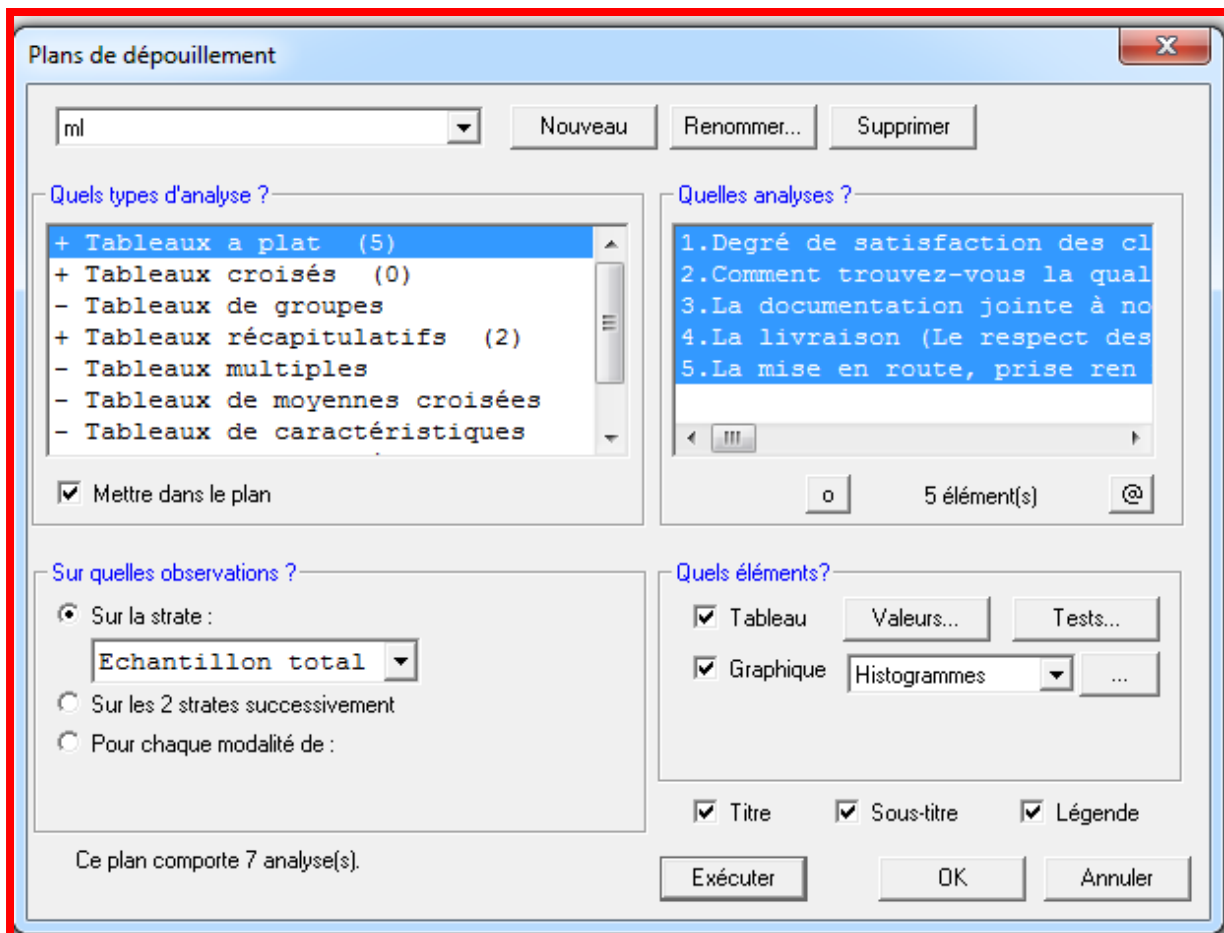 Plans de dépouillement
ml
Nouveau
Renommer...
Supprimer
Quels types d'analyse ?
+ Tableaux a plat (5)
+ Tableaux croisés (0)
- Tableaux de groupes
+ Tableaux récapitulatifs (2)
- Tableaux multiples
- Tableaux de moyennes croisées
- Tableaux de caractéristiques
Mettre dans le plan
Quelles analyses ?
1.Degré de satisfaction des cl
2.Comment trouvez-vous la qual
3.La documentation jointe à no
4.La livraison (Le respect des
5.La mise en route, prise ren
o
5 élément(s)
@
Sur quelles observations ?
Sur la strate :
Echantillon total
Sur les 2 strates successivement
Pour chaque modalité de :
Quels éléments?
Tableau
Valeurs...
Tests...
Graphique
Histogrammes
...
Titre
Sous-titre
Légende
Ce plan comporte 7 analyse(s).
Exécuter
OK
Annuler